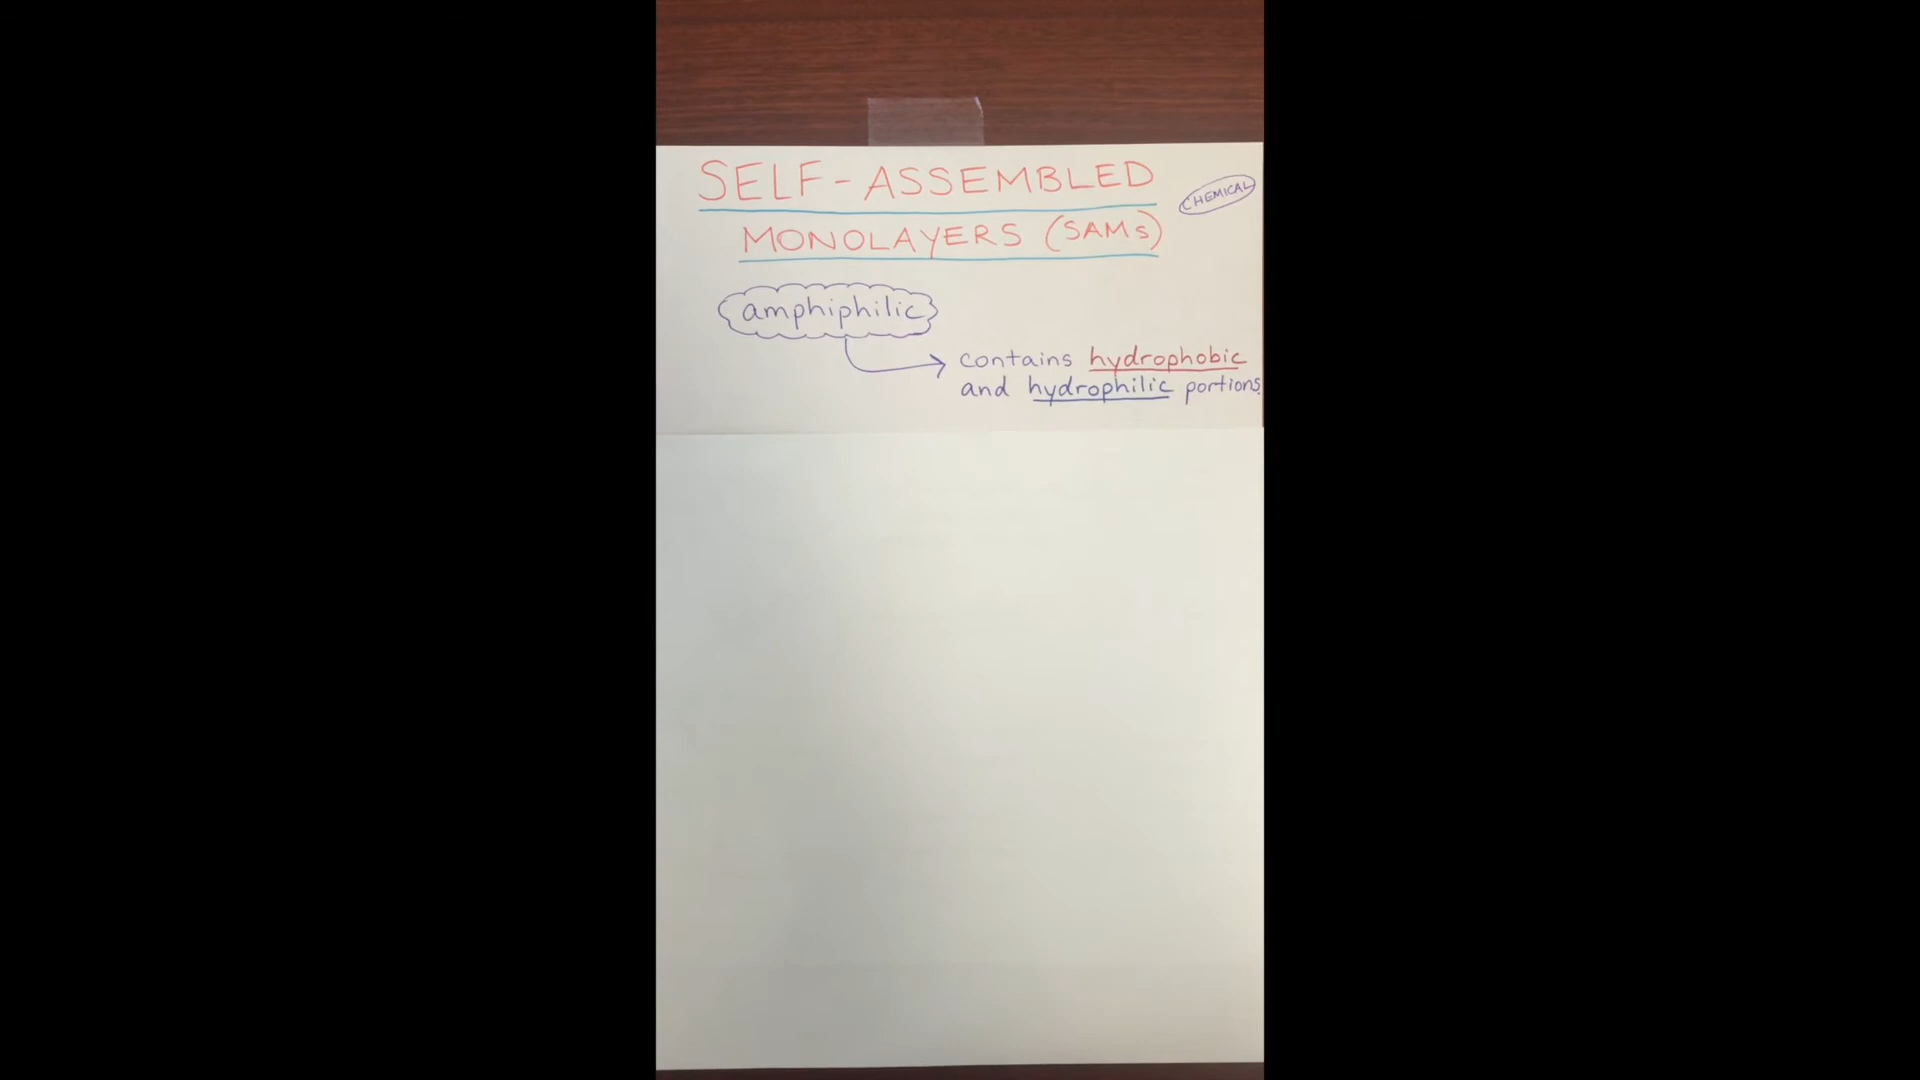 SELF-ASSEMBLED
CHEMICAL
MONOLAYERS (SAMs)
amphiphilic
contains hydrophobic
and hydrophilic portions.